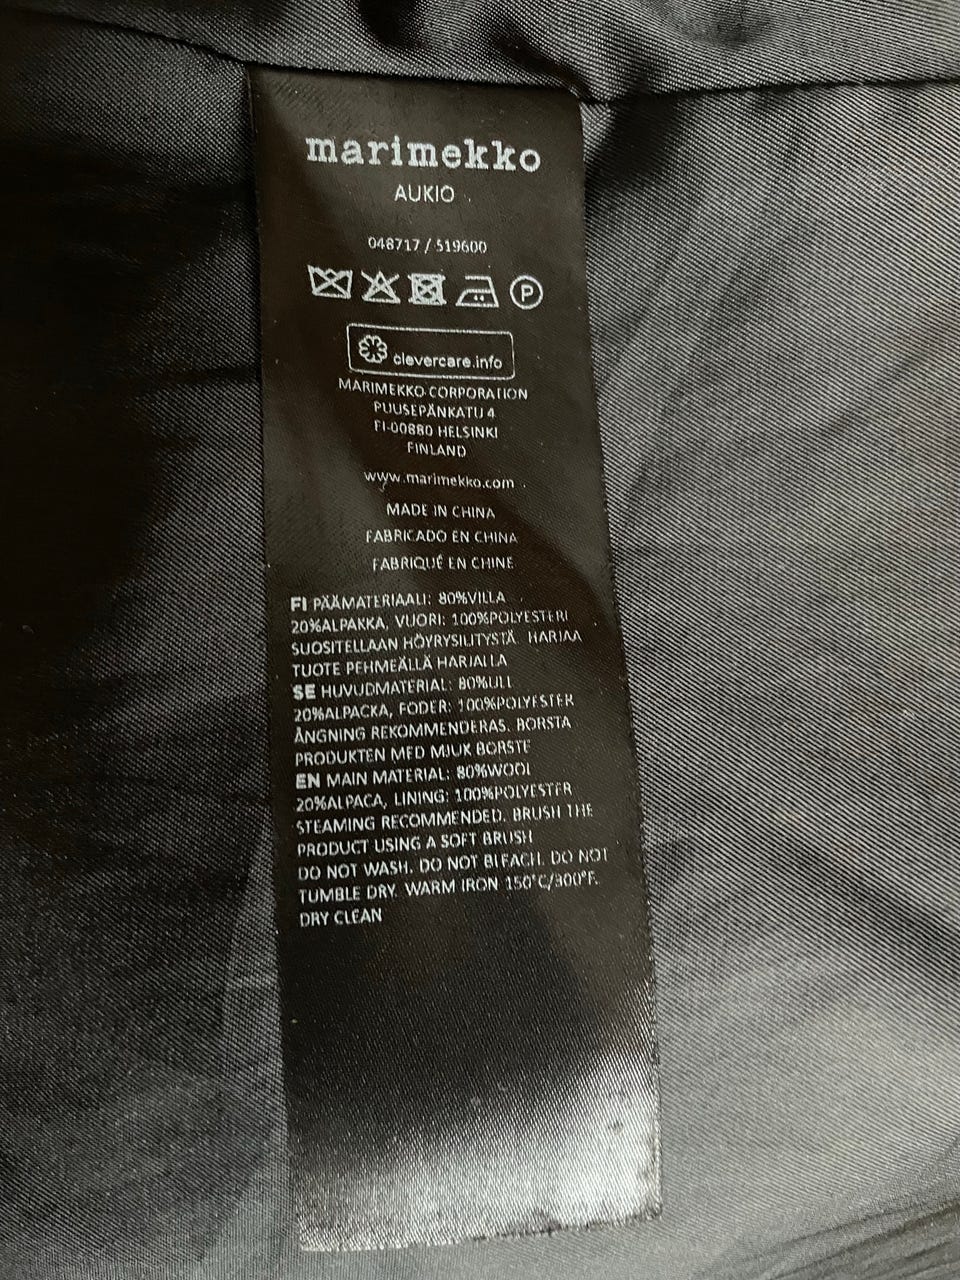 marimekko
AUKIO
048717 / 519600
P
clevercare.info
MARIMEKKO CORPORATION
PUUSEPÄNKATU 4
FI-00880 HELSINKI
FINLAND
www.marimekko.com
MADE IN CHINA
FABRICADO EN CHINA
FABRIQUÉ EN CHINE
FI PÄÄMATERIAALI: 80%VILLA
20%ALPAKKA, VUORI: 100%POLYESTERI
SUOSITELLAAN HÖYRYSILITYSTÄ. HARJAA
TUOTE PEHMEÄLLÄ HARJALLA
SE HUVUDMATERIAL: 80%ULL
20%ALPACKA, FODER: 100%POLYESTER
ÅNGNING REKOMMENDERAS. BORSTA
PRODUKTEN MED MJUK BORSTE
EN MAIN MATERIAL: 80%WOOL
20%ALPACA, LINING: 100%POLYESTER
STEAMING RECOMMENDED. BRUSH THE
PRODUCT USING A SOFT BRUSH
DO NOT WASH. DO NOT BLEACH. DO NOT
TUMBLE DRY. WARM IRON 150°C/300°F.
DRY CLEAN